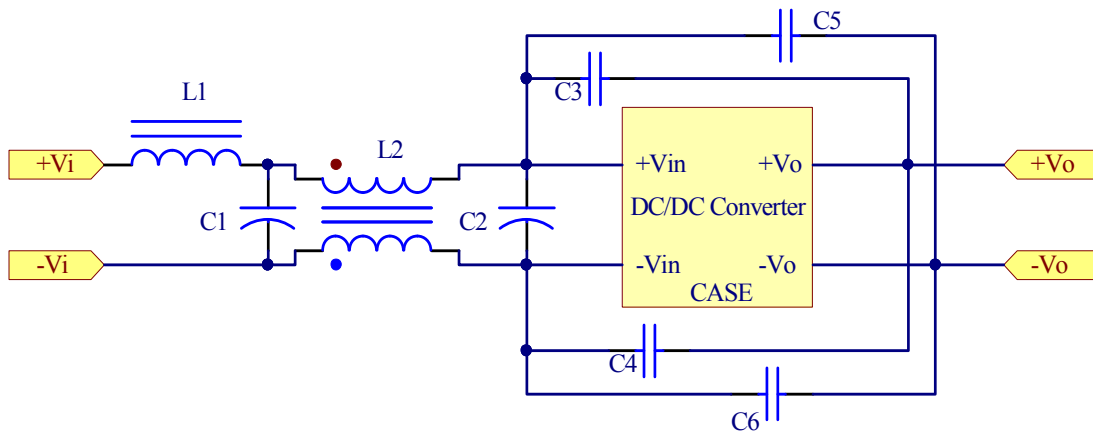 C5
C3
L1
+Vi
L2
+Vin +Vo
+Vo
C1
C2
DC/DC Converter
-Vi
-Vin -Vo
-Vo
CASE
C4
C6